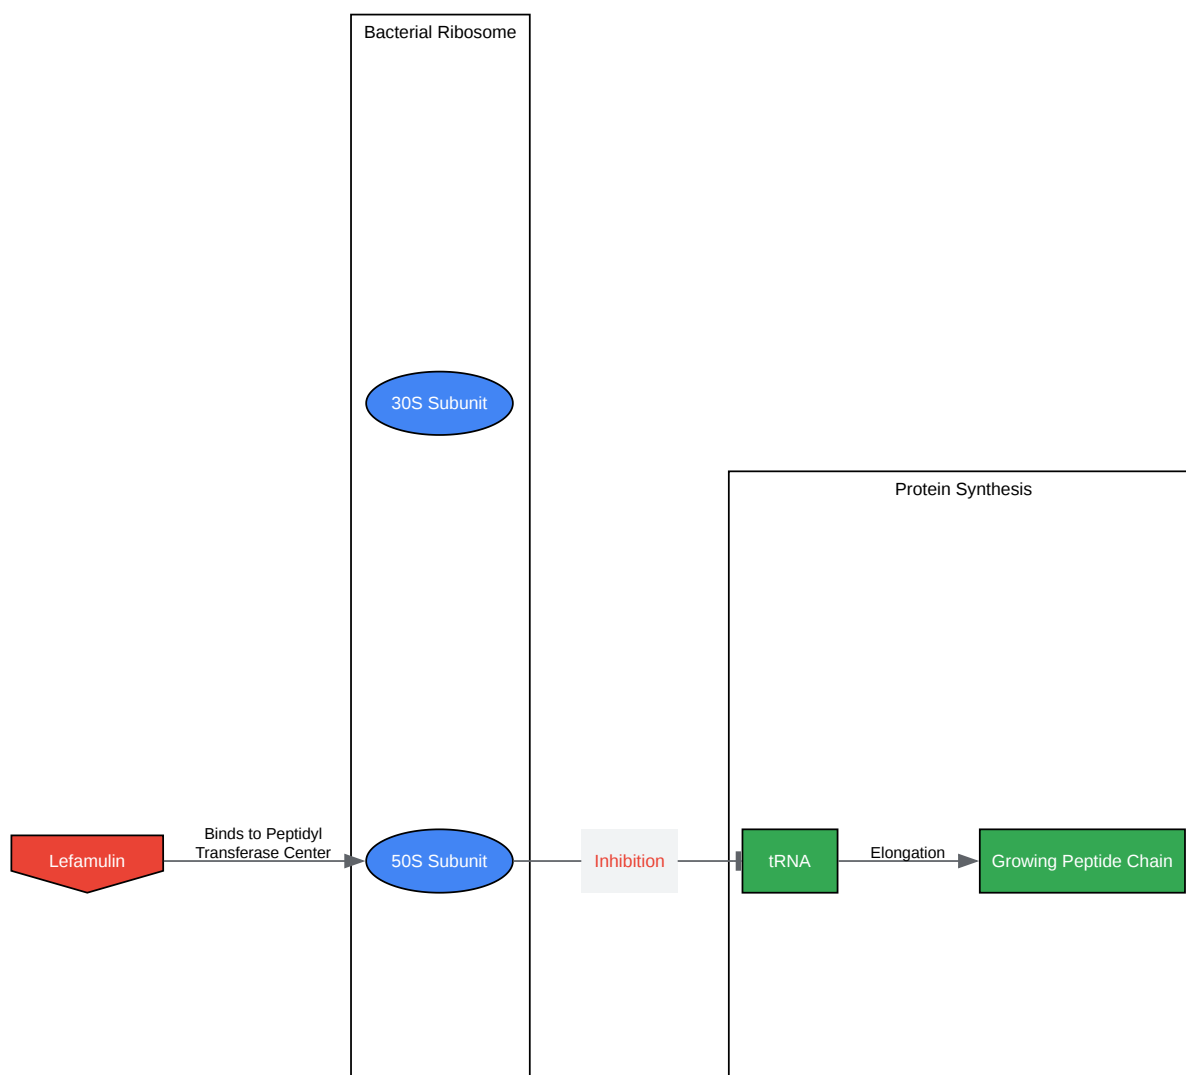 Bacterial Ribosome
30S Subunit
Protein Synthesis
Lefamulin
Binds to Peptidyl
Transferase Center
50S Subunit
Inhibition
tRNA
Elongation
Growing Peptide Chain